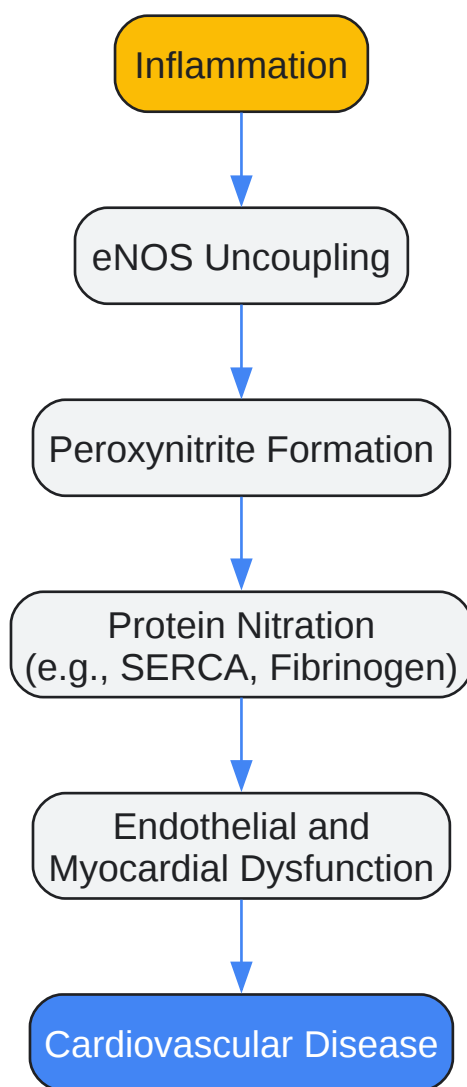 Inflammation
eNOS Uncoupling
Peroxynitrite Formation
Protein Nitration
(e.g., SERCA, Fibrinogen)
Endothelial and
Myocardial Dysfunction
Cardiovascular Disease